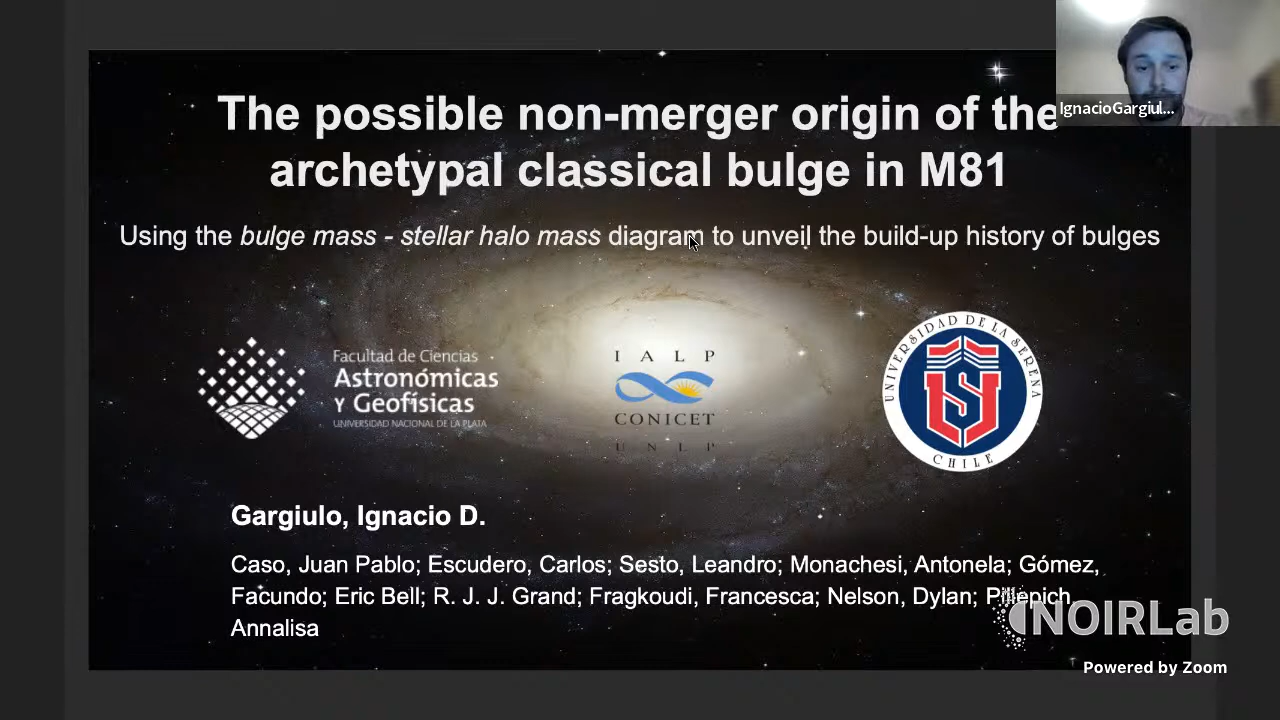 The possible non-merger origin of the
archetypal classical bulge in M81
IgnacioGargiul...
Using the bulge mass - stellar halo mass diagram to unveil the build-up history of bulges
Facultad de Ciencias
Astronómicas
y Geofísicas
UNIVERSIDAD NACIONAL DE LA PLATA
I A L P
CONICET
U N L P
UNIVERSIDAD DE LA SERENA
CHILE
Gargiulo, Ignacio D.
Caso, Juan Pablo; Escudero, Carlos; Sesto, Leandro; Monachesi, Antonela; Gómez,
Facundo; Eric Bell; R. J. J. Grand; Fragkoudi, Francesca; Nelson, Dylan; Pillepich
Annalisa
NOIRLab
Powered by Zoom